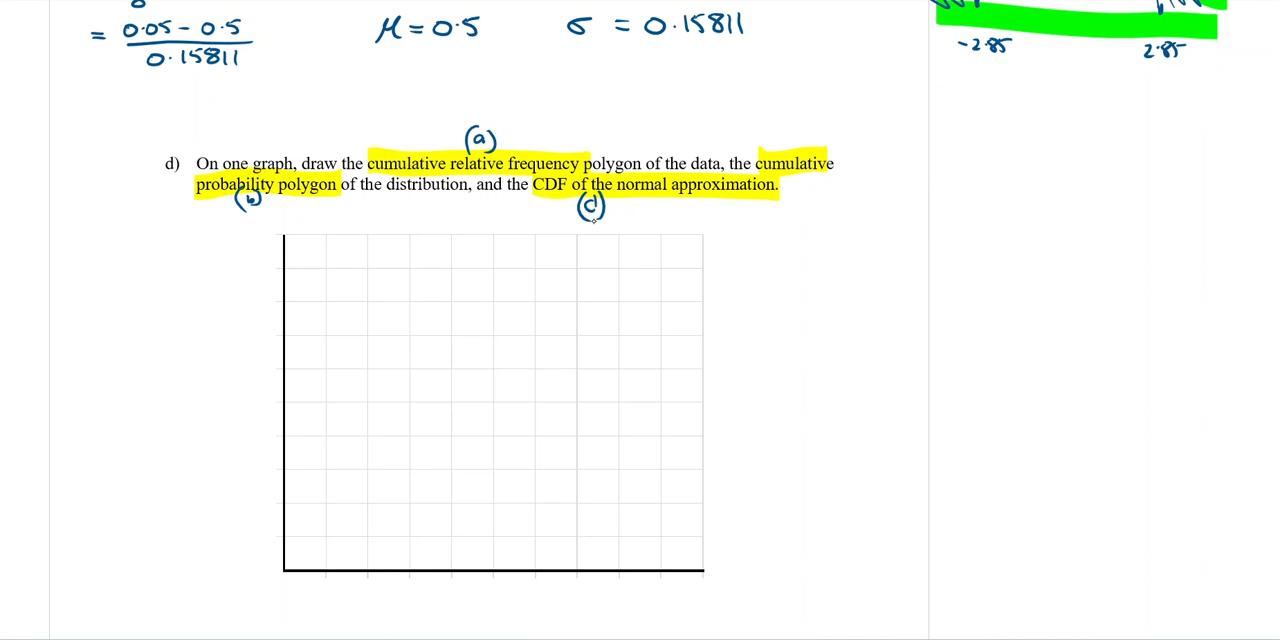 = 0.05 - 0.5
0.15811
μ = 0.5
σ = 0.15811
-2.85
2.85
(a)
d) On one graph, draw the cumulative relative frequency polygon of the data, the cumulative
probability polygon of the distribution, and the CDF of the normal approximation.
(b)
(c)